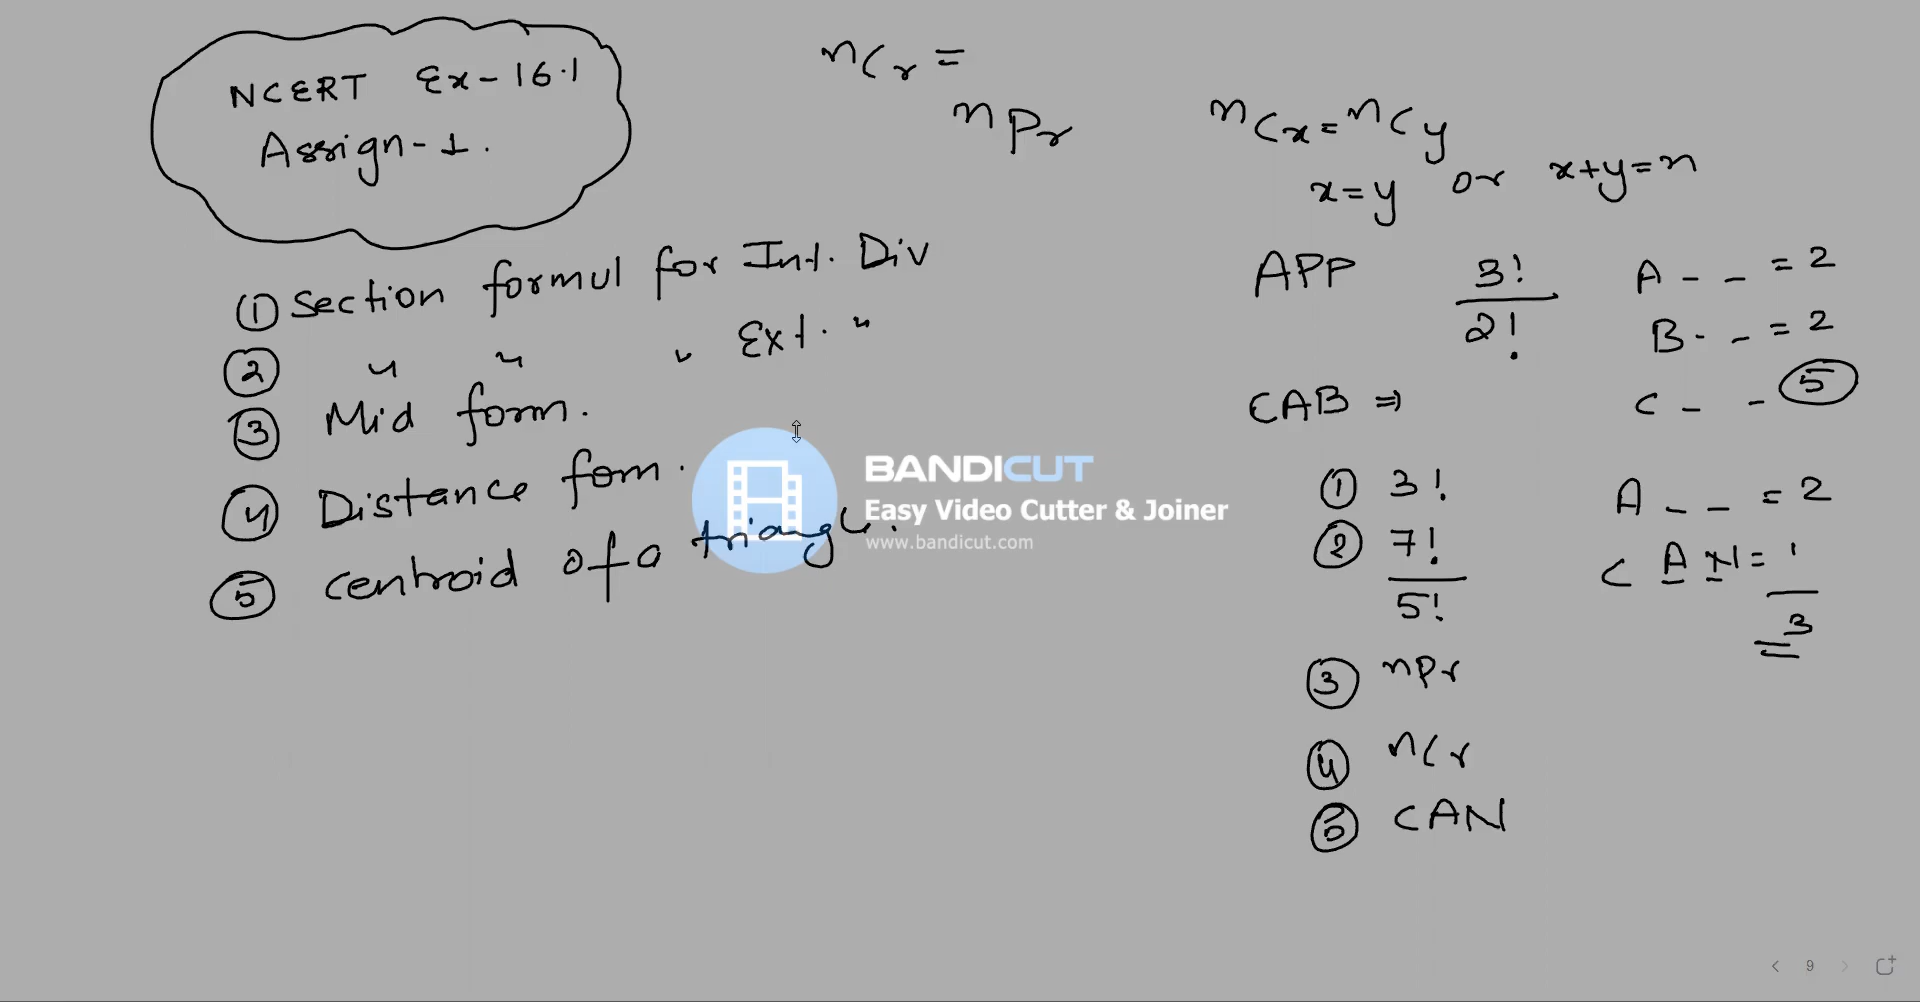 NCERT Ex-16.1
Assign-1.
① Section formul for Int. Div
② " " " Ext. "
③ Mid form.
④ Distance form.
⑤ centroid of a triangle.
nCr =
nPr
nCx = nCy
x=y or x+y=n
APP 3!/2!
A - - = 2
B - - = 2
CAB ⇒ C - - ⑤
① 3!
② 7!/5!
③ nPr
④ nCr
⑤ CAN
A _ _ = 2
C A N = 1
3
BANDICUT
Easy Video Cutter & Joiner
www.bandicut.com
< 9 >